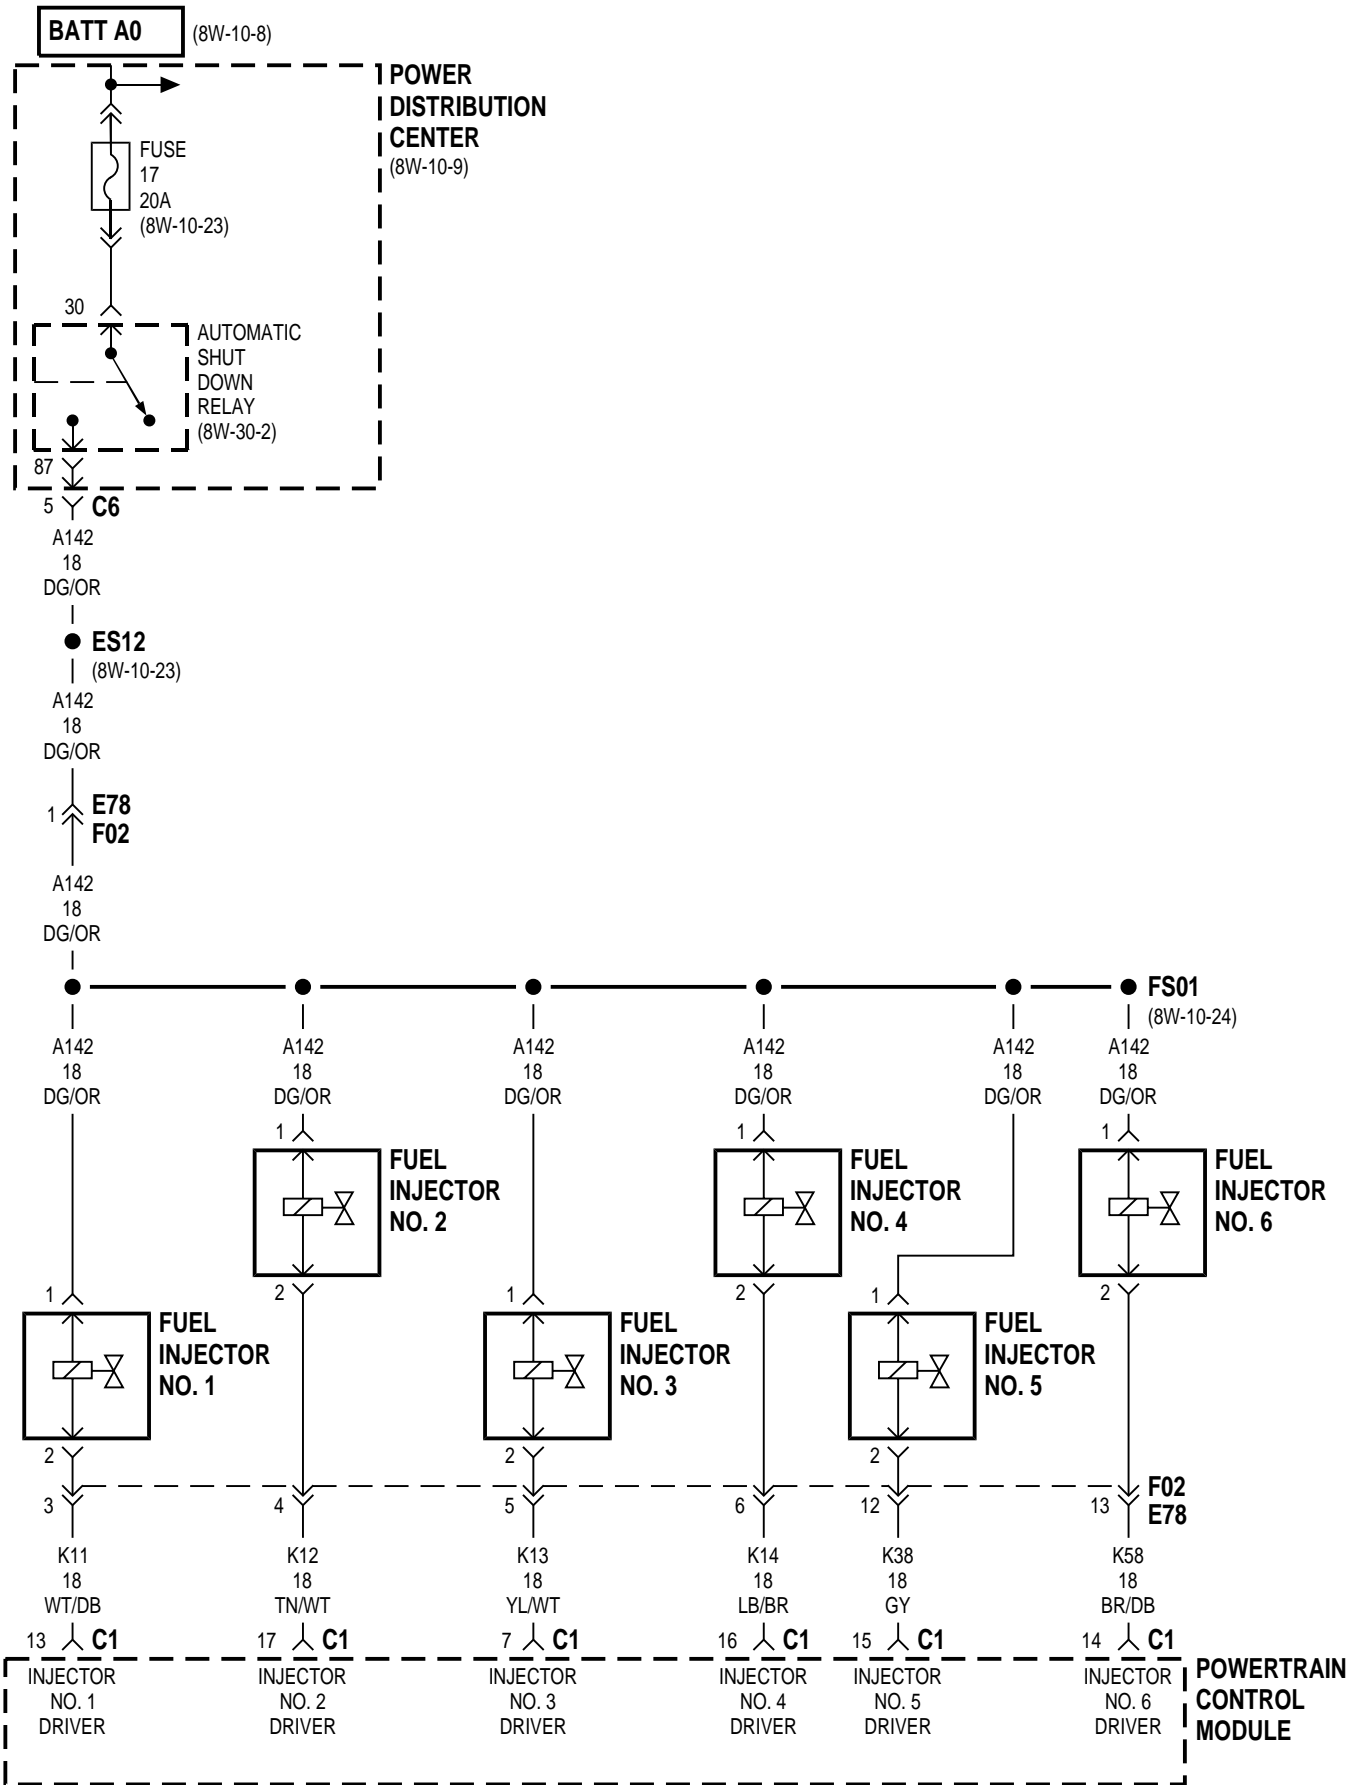 BATT A0 (8W-10-8)
POWER
DISTRIBUTION
CENTER
(8W-10-9)
FUSE
17
20A
(8W-10-23)
30
AUTOMATIC
SHUT
DOWN
RELAY
(8W-30-2)
87
5 C6
A142
18
DG/OR
ES12
(8W-10-23)
A142
18
DG/OR
1 E78
F02
A142
18
DG/OR
FS01
(8W-10-24)
A142 A142 A142 A142 A142 A142
18 18 18 18 18 18
DG/OR DG/OR DG/OR DG/OR DG/OR DG/OR
1 1 1
FUEL FUEL FUEL
INJECTOR INJECTOR INJECTOR
NO. 2 NO. 4 NO. 6
2 2 2
1 1 1
FUEL FUEL FUEL
INJECTOR INJECTOR INJECTOR
NO. 1 NO. 3 NO. 5
2 2 2
F02
3 4 5 6 12 13 E78
K11 K12 K13 K14 K38 K58
18 18 18 18 18 18
WT/DB TN/WT YL/WT LB/BR GY BR/DB
13 C1 17 C1 7 C1 16 C1 15 C1 14 C1
INJECTOR INJECTOR INJECTOR INJECTOR INJECTOR INJECTOR
NO. 1 NO. 2 NO. 3 NO. 4 NO. 5 NO. 6
DRIVER DRIVER DRIVER DRIVER DRIVER DRIVER
POWERTRAIN
CONTROL
MODULE